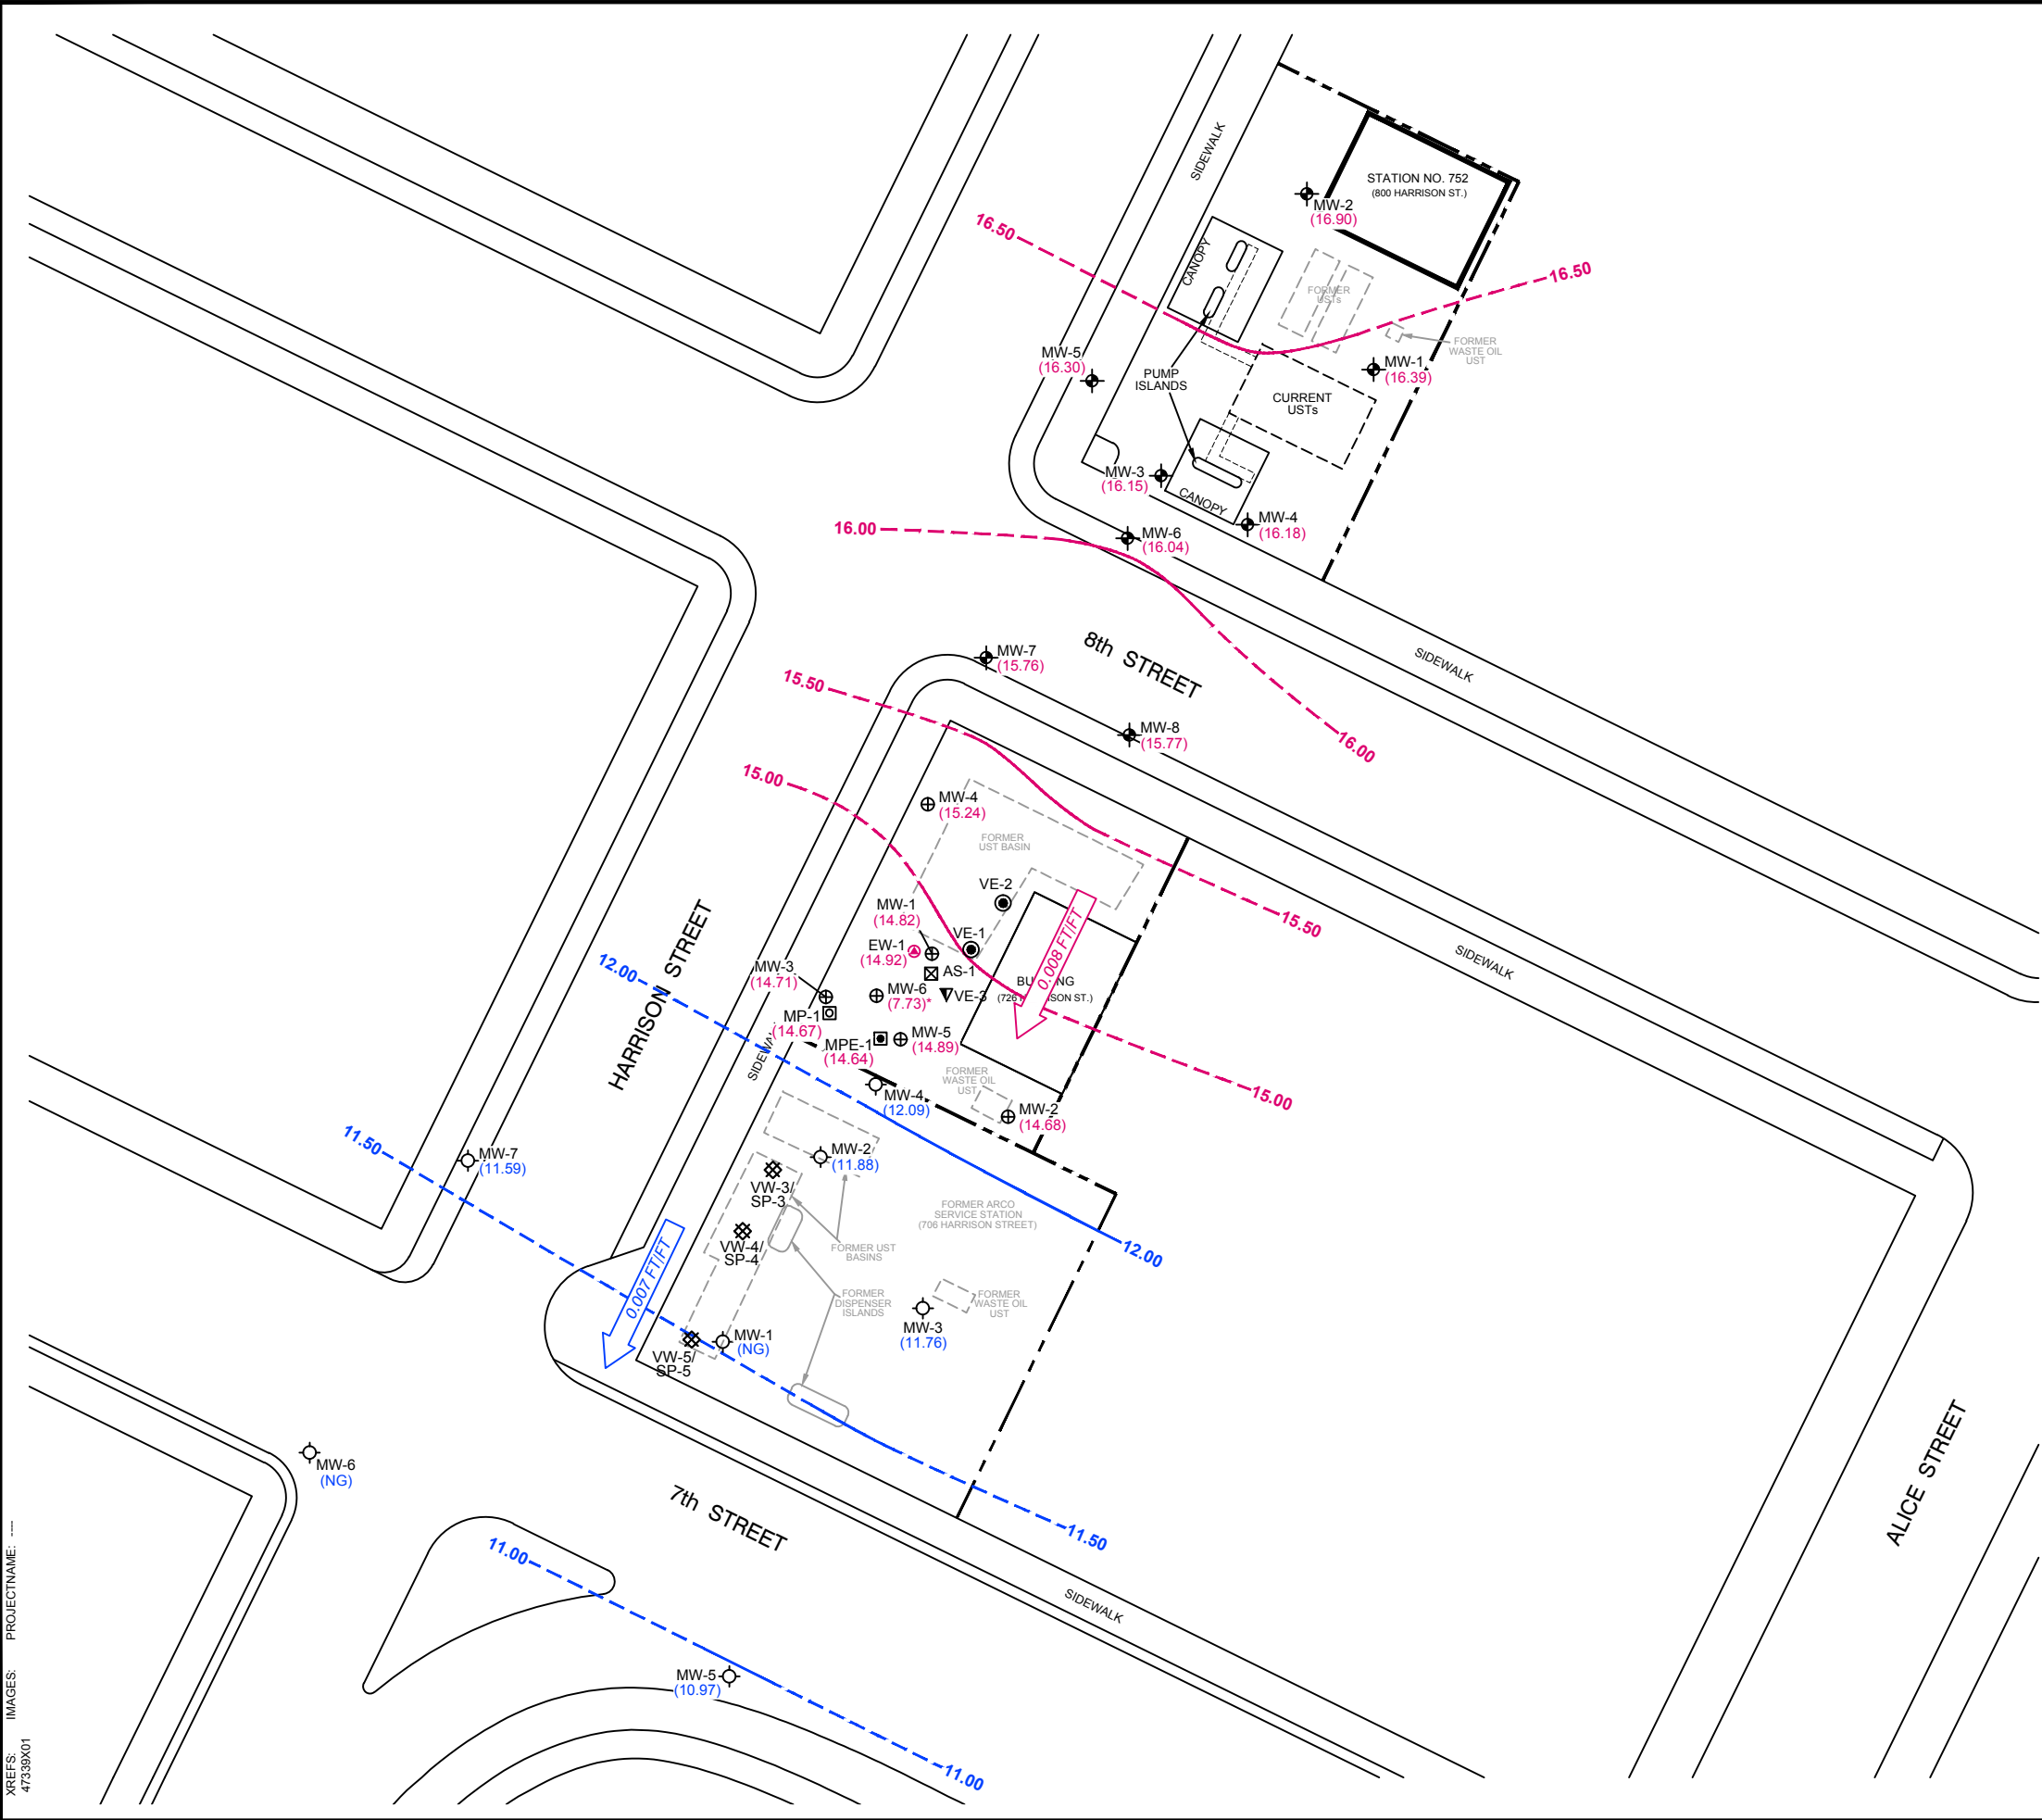 SIDEWALK
STATION NO. 752
(800 HARRISON ST.)
MW-2
(16.90)
16.50
CANOPY
16.50
FORMER
USTs
FORMER
WASTE OIL
UST
MW-5
(16.30)
MW-1
(16.39)
PUMP
ISLANDS
CURRENT
USTs
MW-3
(16.15)
CANOPY
MW-4
(16.18)
16.00
MW-6
(16.04)
8th STREET
SIDEWALK
MW-7
(15.76)
15.50
MW-8
(15.77)
16.00
15.00
MW-4
(15.24)
FORMER
UST BASIN
VE-2
MW-1
(14.82)
15.50
0.008 FT/FT
VE-1
EW-1
(14.92)
SIDEWALK
HARRISON STREET
12.00
MW-3
(14.71)
AS-1
MW-6
(7.73)*
VE-3
MP-1
(14.67)
MPE-1
(14.64)
MW-5
(14.89)
FORMER
WASTE OIL
UST
MW-4
(12.09)
MW-2
(14.68)
15.00
11.50
MW-7
(11.59)
MW-2
(11.88)
VW-3/
SP-3
FORMER ARCO
SERVICE STATION
(706 HARRISON STREET)
VW-4/
SP-4
FORMER UST
BASINS
12.00
0.007 FT/FT
FORMER
DISPENSER
ISLANDS
FORMER
WASTE OIL
UST
MW-3
(11.76)
MW-1
(NG)
VW-5/
SP-5
MW-6
(NG)
7th STREET
11.50
11.00
ALICE STREET
SIDEWALK
MW-5
(10.97)
11.00
XREFS: IMAGES: PROJECTNAME: ----
47339X01